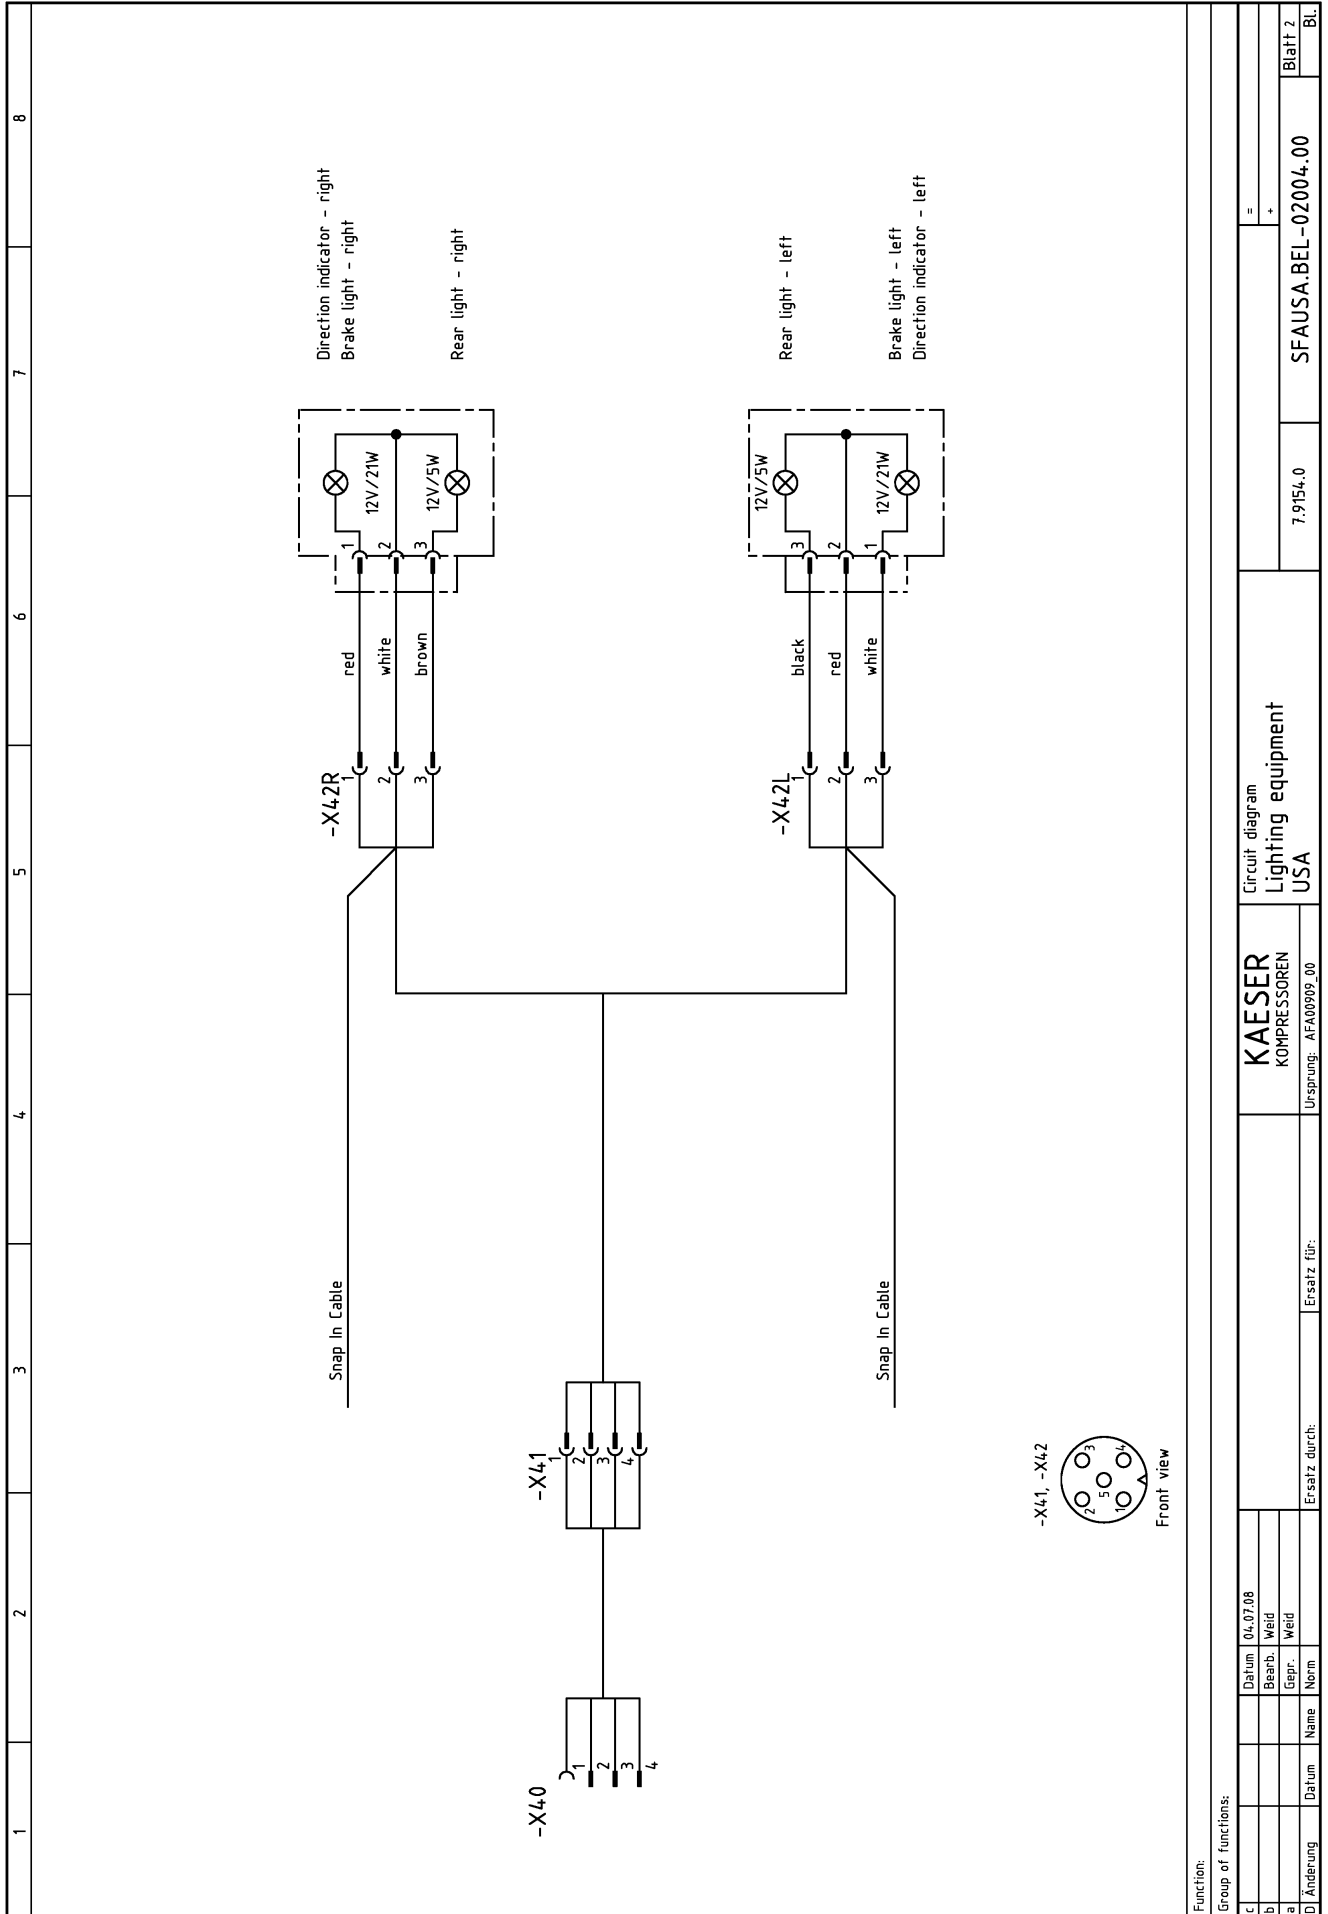 1
2
3
4
5
6
7
8
Direction indicator - right
Brake light - right
Rear light - right
12V/21W
12V/5W
1
2
3
red
white
brown
-X42R
1
2
3
Snap In Cable
Rear light - left
Brake light - left
Direction indicator - left
12V/5W
12V/21W
3
2
1
black
red
white
-X42L
1
2
3
Snap In Cable
-X41
1
2
3
4
-X40
1
2
3
4
-X41, -X42
2
3
5
1
4
Front view
Function:
Group of functions:
c
b
a
D
Änderung
Datum
Name
Datum 04.07.08
Bearb. Weid
Gepr. Weid
Norm
Ersatz durch:
Ersatz für:
KAESER
KOMPRESSOREN
Ursprung: AFA00909_00
Circuit diagram
Lighting equipment
USA
7.9154.0
=
+
SFAUSA.BEL-02004.00
Blatt 2
Bl.